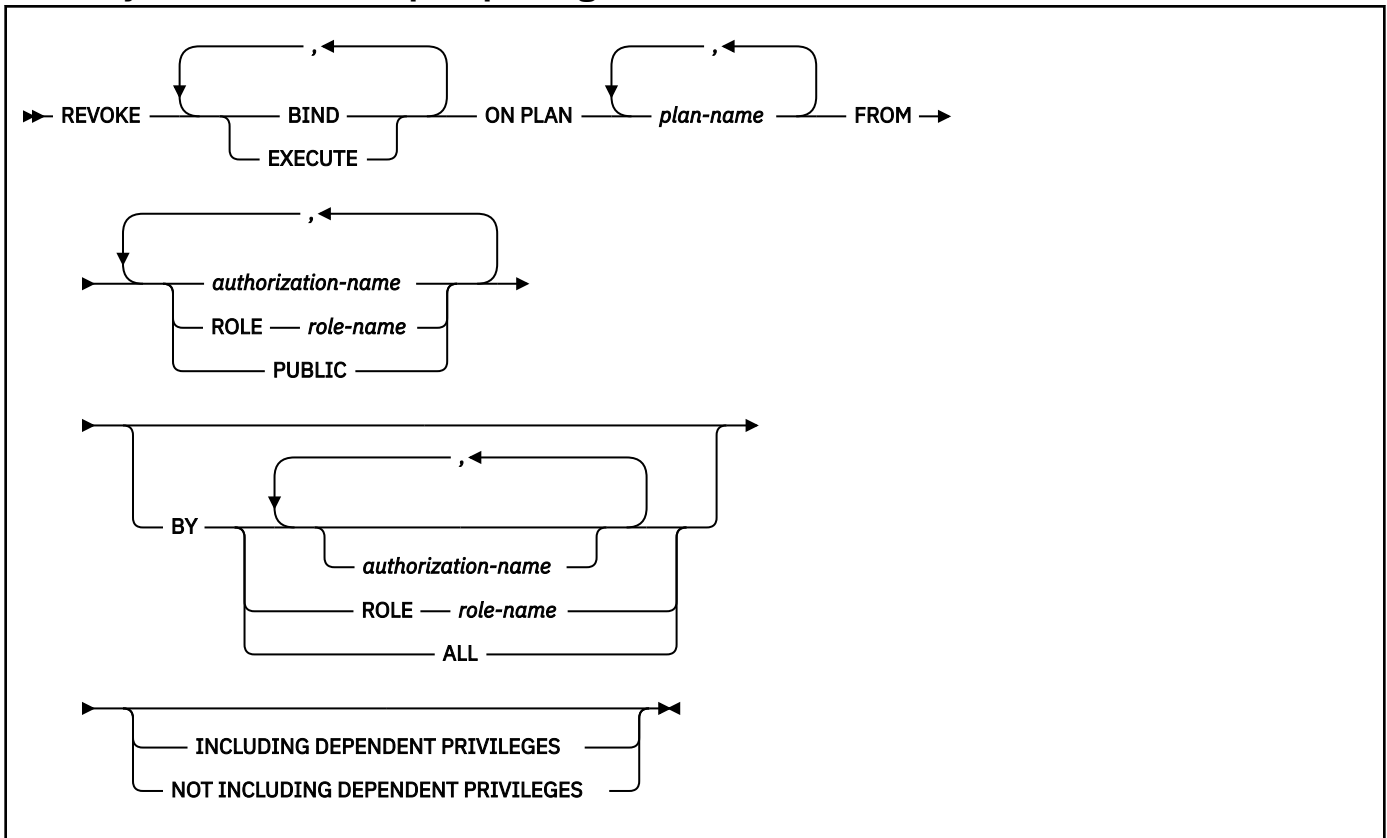 ,
,
REVOKE BIND ON PLAN plan-name FROM
EXECUTE
,
authorization-name
ROLE role-name
PUBLIC
,
BY
authorization-name
ROLE role-name
ALL
INCLUDING DEPENDENT PRIVILEGES
NOT INCLUDING DEPENDENT PRIVILEGES